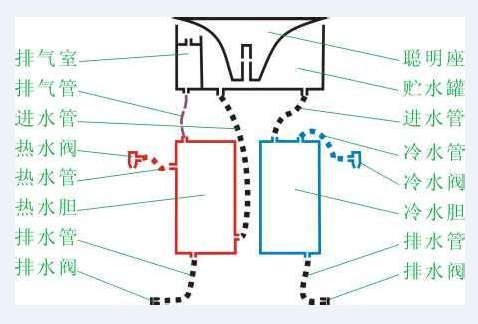 排气室
排气管
进水管
热水阀
热水管
热水胆
排水管
排水阀
聪明座
贮水罐
进水管
冷水管
冷水阀
冷水胆
排水管
排水阀